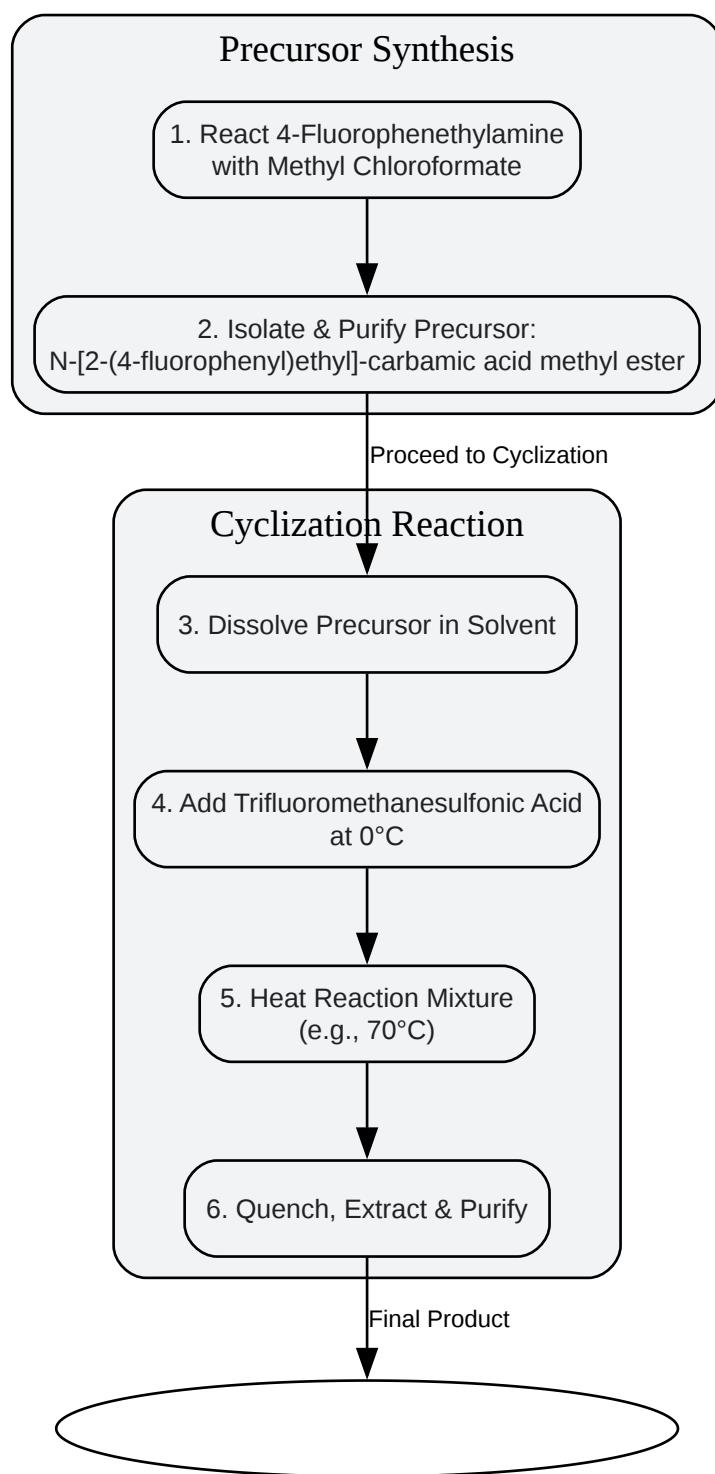 Precursor Synthesis
1. React 4-Fluorophenethylamine
with Methyl Chloroformate
2. Isolate & Purify Precursor:
N-[2-(4-fluorophenyl)ethyl]-carbamic acid methyl ester
Proceed to Cyclization
Cyclization Reaction
3. Dissolve Precursor in Solvent
4. Add Trifluoromethanesulfonic Acid
at 0°C
5. Heat Reaction Mixture
(e.g., 70°C)
6. Quench, Extract & Purify
Final Product